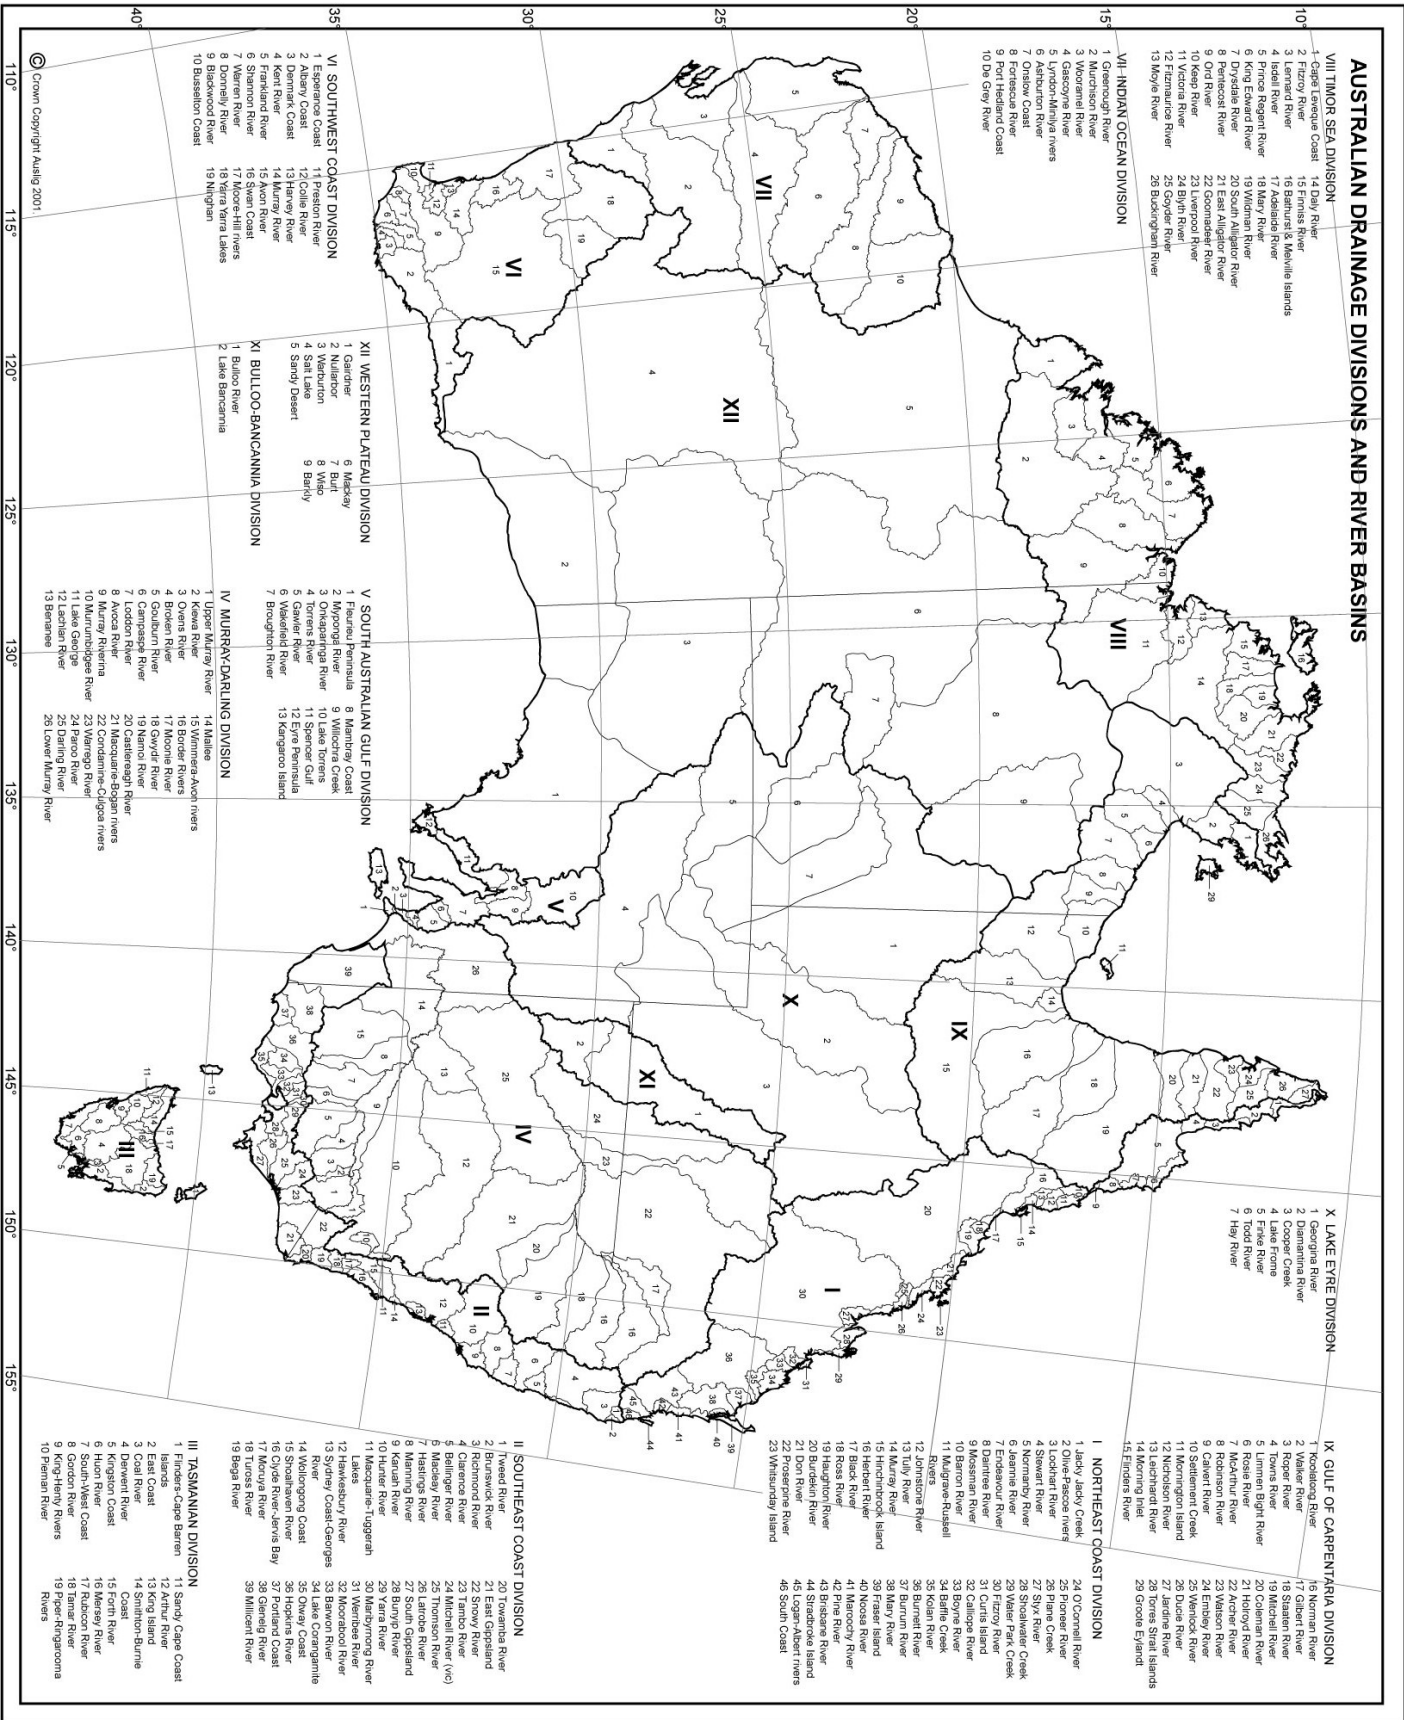 AUSTRALIAN DRAINAGE DIVISIONS AND RIVER BASINS
VIII TIMOR SEA DIVISION
1 Cape Leveque Coast
2 Fitzroy River
3 Lennard River
4 Isdell River
5 Prince Regent River
6 King Edward River
7 Drysdale River
8 Pentecost River
9 Ord River
10 Keep River
11 Victoria River
12 Fitzmaurice River
13 Moyle River
14 Daly River
15 Finniss River
16 Bathurst & Melville Islands
17 Adelaide River
18 Mary River
19 Wildman River
20 South Alligator River
21 East Alligator River
22 Goomadeer River
23 Liverpool River
24 Blyth River
25 Goyder River
26 Buckingham River
VII INDIAN OCEAN DIVISION
1 Greenough River
2 Murchison River
3 Wooramel River
4 Gascoyne River
5 Lyndon-Minilya rivers
6 Ashburton River
7 Onslow Coast
8 Fortescue River
9 Port Hedland Coast
10 De Grey River
X LAKE EYRE DIVISION
1 Georgina River
2 Diamantina River
3 Cooper Creek
4 Lake Frome
5 Finke River
6 Todd River
7 Hay River
IX GULF OF CARPENTARIA DIVISION
1 Koolatong River
2 Walker River
3 Roper River
4 Towns River
5 Limmen Bight River
6 Rosie River
7 McArthur River
8 Robinson River
9 Calvert River
10 Settlement Creek
11 Mornington Island
12 Nicholson River
13 Leichhardt River
14 Morning Inlet
15 Flinders River
16 Norman River
17 Gilbert River
18 Staaten River
19 Mitchell River
20 Coleman River
21 Holroyd River
22 Archer River
23 Watson River
24 Embley River
25 Wenlock River
26 Ducie River
27 Jardine River
28 Torres Strait Islands
29 Groote Eylandt
I NORTHEAST COAST DIVISION
1 Jacky Jacky Creek
2 Olive-Pascoe rivers
3 Lockhart River
4 Stewart River
5 Normanby River
6 Jeannie River
7 Endeavour River
8 Daintree River
9 Mossman River
10 Barron River
11 Mulgrave-Russell
Rivers
12 Johnstone River
13 Tully River
14 Murray River
15 Hinchinbrook Island
16 Herbert River
17 Black River
18 Ross River
19 Haughton River
20 Burdekin River
21 Don River
22 Proserpine River
23 Whitsunday Island
24 O'Connell River
25 Pioneer River
26 Plane Creek
27 Styx River
28 Shoalwater Creek
29 Water Park Creek
30 Fitzroy River
31 Curtis Island
32 Calliope River
33 Boyne River
34 Baffle Creek
35 Kolan River
36 Burnett River
37 Burrum River
38 Mary River
39 Fraser Island
40 Noosa River
41 Maroochy River
42 Pine River
43 Brisbane River
44 Stradbroke Island
45 Logan-Albert rivers
46 South Coast
VI SOUTHWEST COAST DIVISION
1 Esperance Coast
2 Albany Coast
3 Denmark Coast
4 Kent River
5 Frankland River
6 Shannon River
7 Warren River
8 Donnelly River
9 Blackwood River
10 Busselton Coast
11 Preston River
12 Collie River
13 Harvey River
14 Murray River
15 Avon River
16 Swan Coast
17 Moore-Hill rivers
18 Yarra Yarra Lakes
19 Ninghan
XII WESTERN PLATEAU DIVISION
1 Gairdner
2 Nullarbor
3 Warburton
4 Salt Lake
5 Sandy Desert
6 Mackay
7 Burt
8 Wiso
9 Barkly
XI BULLOO-BANCANNIA DIVISION
1 Bulloo River
2 Lake Bancannia
V SOUTH AUSTRALIAN GULF DIVISION
1 Fleurieu Peninsula
2 Myponga River
3 Onkaparinga River
4 Torrens River
5 Gawler River
6 Wakefield River
7 Broughton River
8 Mambray Coast
9 Willochra Creek
10 Lake Torrens
11 Spencer Gulf
12 Eyre Peninsula
13 Kangaroo Island
IV MURRAY-DARLING DIVISION
1 Upper Murray River
2 Kiewa River
3 Ovens River
4 Broken River
5 Goulburn River
6 Campaspe River
7 Loddon River
8 Avoca River
9 Murray Riverina
10 Murrumbidgee River
11 Lake George
12 Lachlan River
13 Benanee
14 Mallee
15 Wimmera-Avon rivers
16 Border Rivers
17 Moonie River
18 Gwydir River
19 Namoi River
20 Castlereagh River
21 Macquarie-Bogan rivers
22 Condamine-Culgoa rivers
23 Warrego River
24 Paroo River
25 Darling River
26 Lower Murray River
II SOUTHEAST COAST DIVISION
1 Tweed River
2 Brunswick River
3 Richmond River
4 Clarence River
5 Bellinger River
6 Macleay River
7 Hastings River
8 Manning River
9 Karuah River
10 Hunter River
11 Macquarie-Tuggerah
Lakes
12 Hawkesbury River
13 Sydney Coast-Georges
River
14 Wollongong Coast
15 Shoalhaven River
16 Clyde River-Jervis Bay
17 Moruya River
18 Tuross River
19 Bega River
20 Towamba River
21 East Gippsland
22 Snowy River
23 Tambo River
24 Mitchell River (vic)
25 Thomson River
26 Latrobe River
27 South Gippsland
28 Bunyip River
29 Yarra River
30 Maribyrnong River
31 Werribee River
32 Moorabool River
33 Barwon River
34 Lake Corangamite
35 Otway Coast
36 Hopkins River
37 Portland Coast
38 Glenelg River
39 Millicent River
III TASMANIAN DIVISION
1 Flinders-Cape Barren
Islands
2 East Coast
3 Coal River
4 Derwent River
5 Kingston Coast
6 Huon River
7 South-West Coast
8 Gordon River
9 King-Henty Rivers
10 Pieman River
11 Sandy Cape Coast
12 Arthur River
13 King Island
14 Smithton-Burnie
Coast
15 Forth River
16 Mersey River
17 Rubicon River
18 Tamar River
19 Piper-Ringarooma
Rivers
VII
VI
XII
VIII
V
X
IX
XI
IV
I
II
III
10°
15°
20°
25°
30°
35°
40°
110°
115°
120°
125°
130°
135°
140°
145°
150°
155°
© Crown Copyright Auslig 2001.